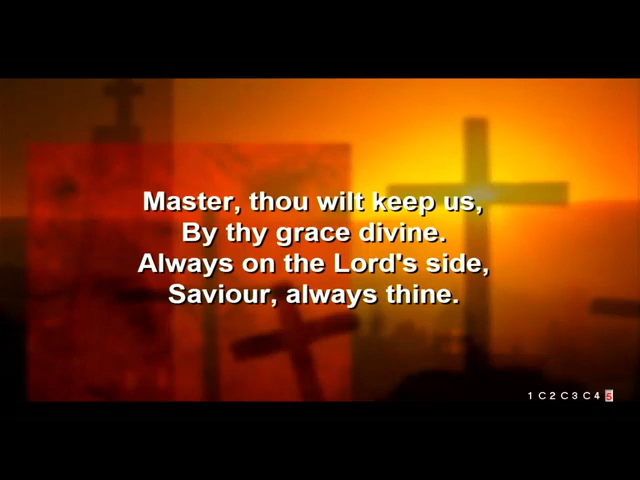 Master, thou wilt keep us,
By thy grace divine.
Always on the Lord's side,
Saviour, always thine.
1 C 2 C 3 C 4 5